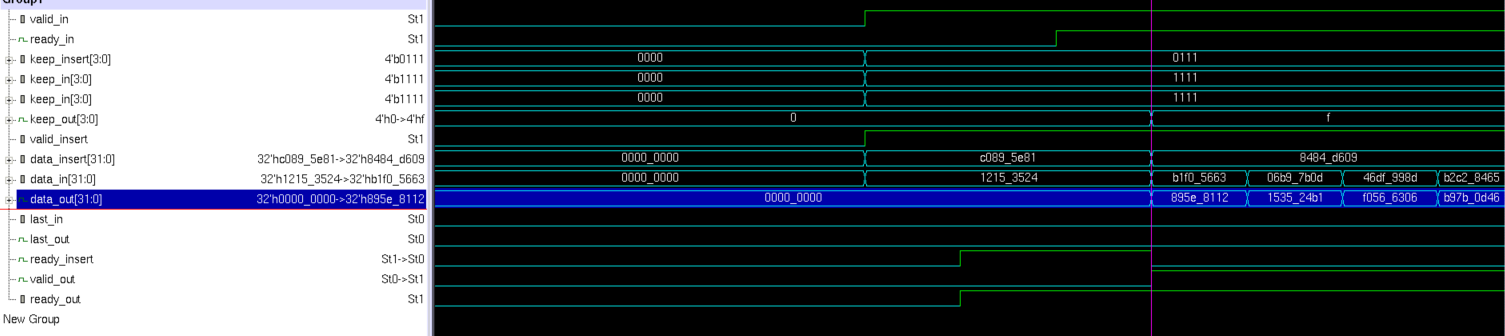 Group1
valid_in St1
ready_in St1
keep_insert[3:0] 4'b0111 0000 0111
keep_in[3:0] 4'b1111 0000 1111
keep_in[3:0] 4'b1111 0000 1111
keep_out[3:0] 4'h0->4'hf 0 f
valid_insert St1
data_insert[31:0] 32'hc089_5e81->32'h8484_d609 0000_0000 c089_5e81 8484_d609
data_in[31:0] 32'h1215_3524->32'hb1f0_5663 0000_0000 1215_3524 b1f0_5663 06b9_7b0d 46df_998d b2c2_8465
data_out[31:0] 32'h0000_0000->32'h895e_8112 0000_0000 895e_8112 1535_24b1 f056_6306 b97b_0d46
last_in St0
last_out St0
ready_insert St1->St0
valid_out St0->St1
ready_out St1
New Group